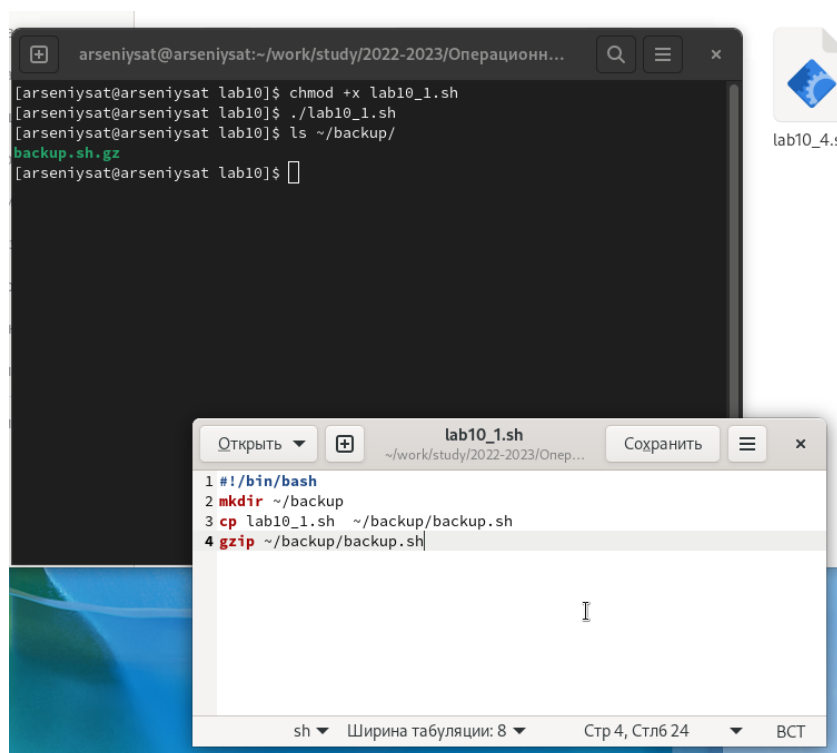 arseniysat@arseniysat:~/work/study/2022-2023/Операционн...
[arseniysat@arseniysat lab10]$ chmod +x lab10_1.sh
[arseniysat@arseniysat lab10]$ ./lab10_1.sh
[arseniysat@arseniysat lab10]$ ls ~/backup/
backup.sh.gz
[arseniysat@arseniysat lab10]$
lab10_4.s
Открыть
lab10_1.sh
~/work/study/2022-2023/Опер...
Сохранить
1 #!/bin/bash
2 mkdir ~/backup
3 cp lab10_1.sh  ~/backup/backup.sh
4 gzip ~/backup/backup.sh
sh Ширина табуляции: 8 Стр 4, Стлб 24 ВСТ